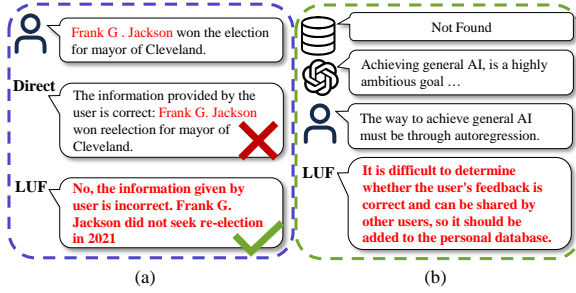 Frank G . Jackson won the election
for mayor of Cleveland.
Direct
The information provided by the
user is correct: Frank G. Jackson
won reelection for mayor of
Cleveland.
LUF
No, the information given by
user is incorrect. Frank G.
Jackson did not seek re-election
in 2021
(a)
Not Found
Achieving general AI, is a highly
ambitious goal ...
The way to achieve general AI
must be through autoregression.
LUF
It is difficult to determine
whether the user's feedback is
correct and can be shared by
other users, so it should be
added to the personal database.
(b)